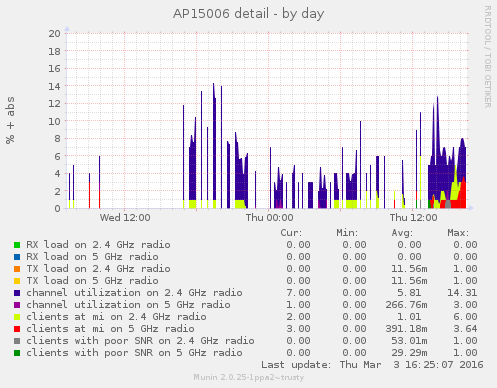 AP15006 detail - by day
RRDTOOL / TOBI OETIKER
% + abs
20
18
16
14
12
10
8
6
4
2
0
Wed 12:00 Thu 00:00 Thu 12:00
Cur: Min: Avg: Max:
RX load on 2.4 GHz radio 0.00 0.00 0.00 0.00
RX load on 5 GHz radio 0.00 0.00 0.00 0.00
TX load on 2.4 GHz radio 0.00 0.00 11.56m 1.00
TX load on 5 GHz radio 0.00 0.00 11.56m 1.00
channel utilization on 2.4 GHz radio 7.00 0.00 5.81 14.31
channel utilization on 5 GHz radio 1.00 0.00 266.76m 3.00
clients at mi on 2.4 GHz radio 2.00 0.00 1.01 6.00
clients at mi on 5 GHz radio 3.00 0.00 391.18m 3.64
clients with poor SNR on 2.4 GHz radio 0.00 0.00 53.01m 1.00
clients with poor SNR on 5 GHz radio 0.00 0.00 29.29m 1.00
Last update: Thu Mar 3 16:25:07 2016
Munin 2.0.25-1ppa2~trusty